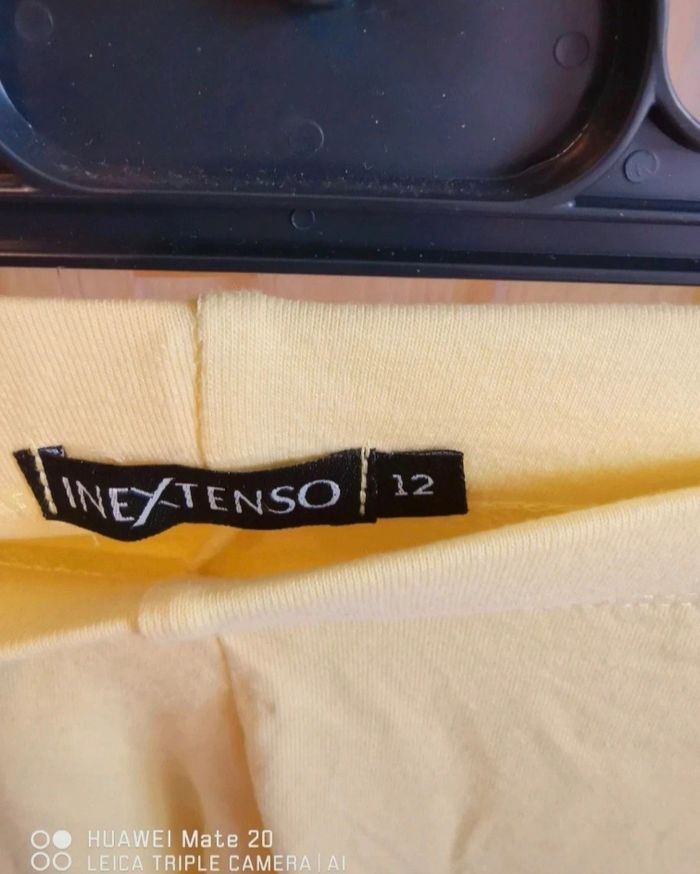 INEXTENSO 12
HUAWEI Mate 20
LEICA TRIPLE CAMERA | AI